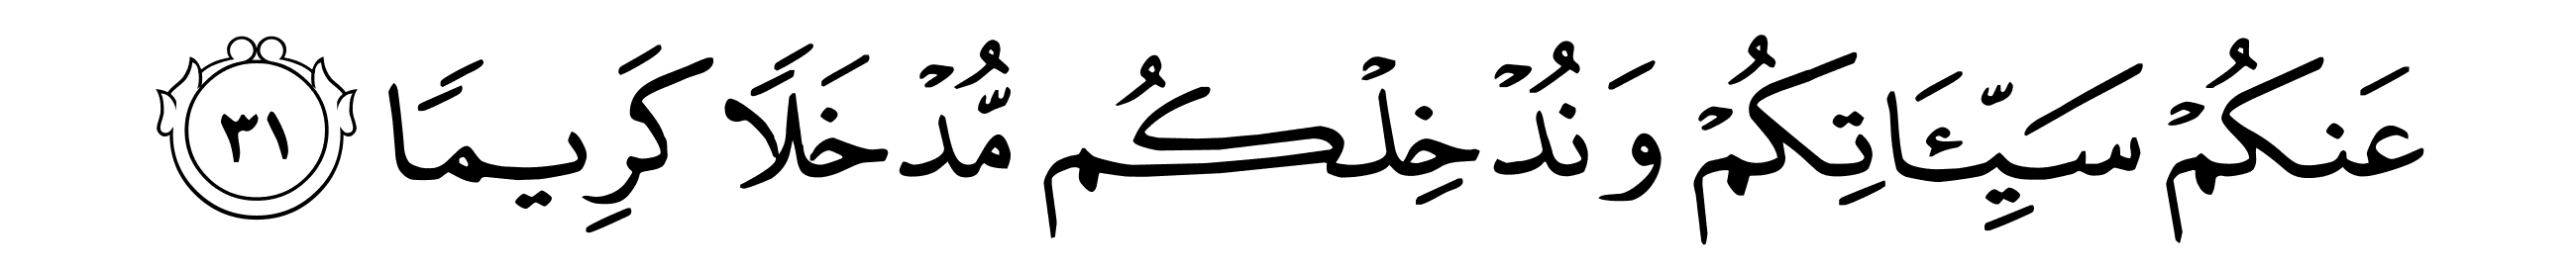 عَنكُمۡ سَيِّـَٔاتِكُمۡ وَنُدۡخِلۡكُم مُّدۡخَلࣰا كَرِيمࣰا ٣١